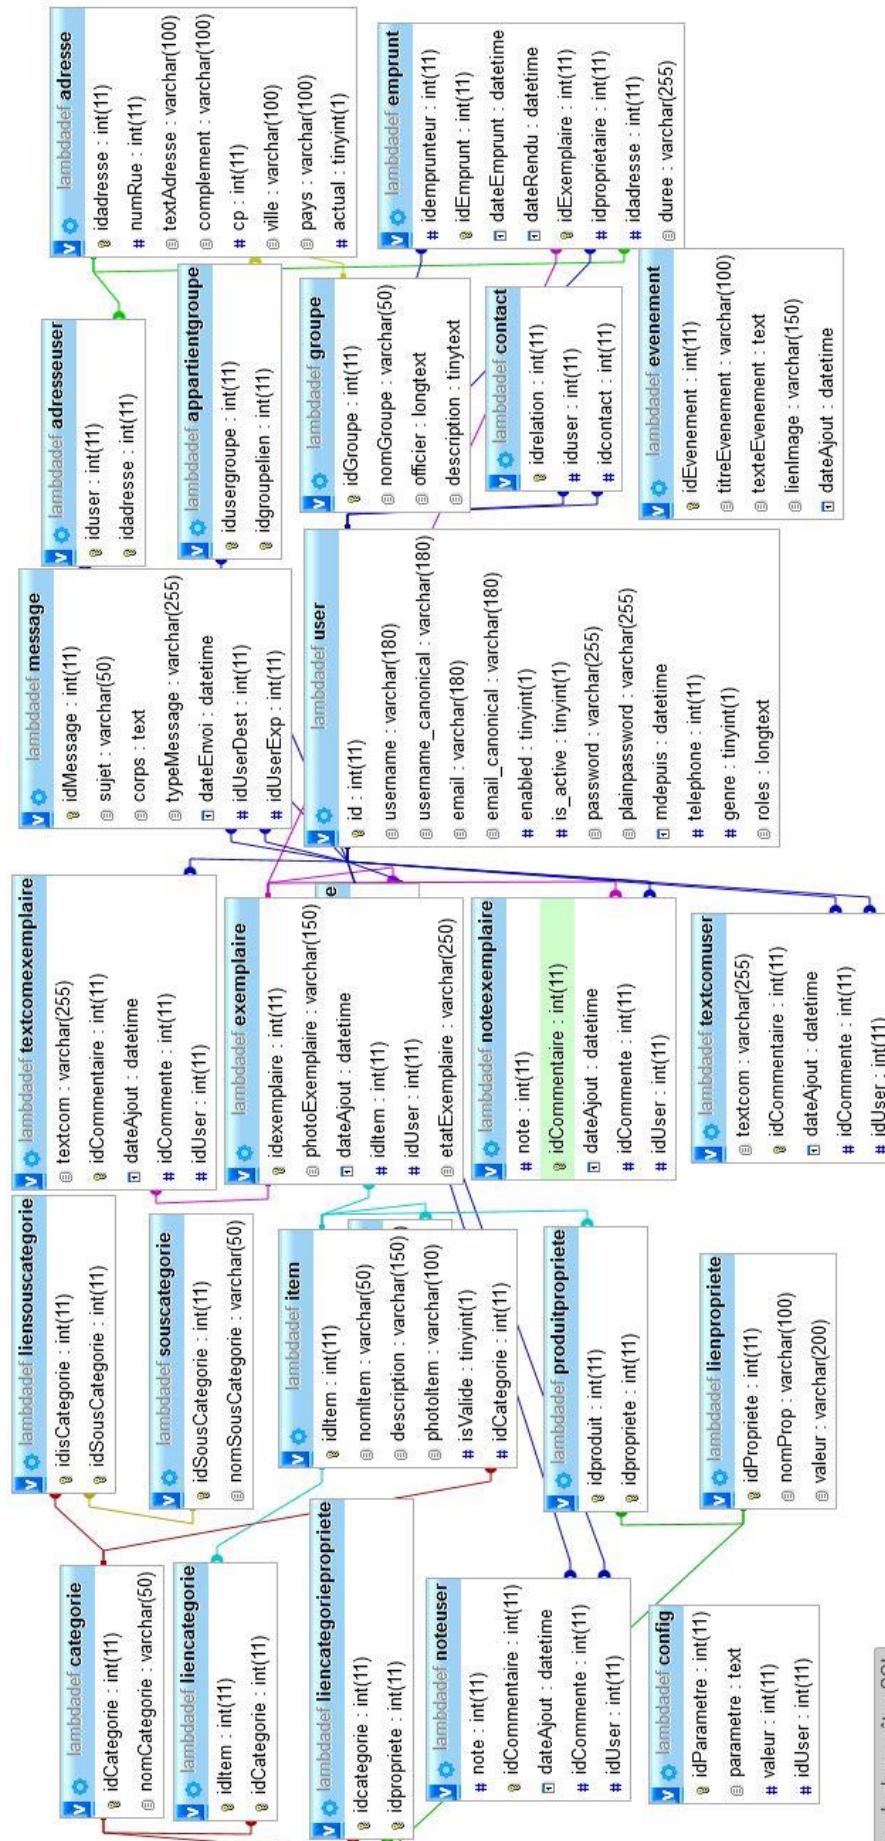 lambdadef categorie
idCategorie : int(11)
nomCategorie : varchar(50)
lambdadef liencategorie
idItem : int(11)
idCategorie : int(11)
lambdadef liencategoriepropriete
idcategorie : int(11)
idpropriete : int(11)
lambdadef noteuser
note : int(11)
idCommentaire : int(11)
dateAjout : datetime
idCommente : int(11)
idUser : int(11)
lambdadef config
idParametre : int(11)
parametre : text
valeur : int(11)
idUser : int(11)
lambdadef liensouscategorie
idisCategorie : int(11)
idSousCategorie : int(11)
lambdadef souscategorie
idSousCategorie : int(11)
nomSousCategorie : varchar(50)
lambdadef item
idItem : int(11)
nomItem : varchar(50)
description : varchar(150)
photoItem : varchar(100)
isValide : tinyint(1)
idCategorie : int(11)
lambdadef produitpropriete
idproduit : int(11)
idpropriete : int(11)
lambdadef lienpropriete
idPropriete : int(11)
nomProp : varchar(100)
valeur : varchar(200)
lambdadef textcomexemplaire
textcom : varchar(255)
idCommentaire : int(11)
dateAjout : datetime
idCommente : int(11)
idUser : int(11)
lambdadef exemplaire
idexemplaire : int(11)
photoExemplaire : varchar(150)
dateAjout : datetime
idItem : int(11)
idUser : int(11)
etatExemplaire : varchar(250)
e
lambdadef noteexemplaire
note : int(11)
idCommentaire : int(11)
dateAjout : datetime
idCommente : int(11)
idUser : int(11)
lambdadef textcomuser
textcom : varchar(255)
idCommentaire : int(11)
dateAjout : datetime
idCommente : int(11)
idUser : int(11)
lambdadef message
idMessage : int(11)
sujet : varchar(50)
corps : text
typeMessage : varchar(255)
dateEnvoi : datetime
idUserDest : int(11)
idUserExp : int(11)
lambdadef user
id : int(11)
username : varchar(180)
username_canonical : varchar(180)
email : varchar(180)
email_canonical : varchar(180)
enabled : tinyint(1)
is_active : tinyint(1)
password : varchar(255)
plainpassword : varchar(255)
mdepuis : datetime
telephone : int(11)
genre : tinyint(1)
roles : longtext
lambdadef adresseuser
iduser : int(11)
idadresse : int(11)
lambdadef appartientgroupe
idusergroupe : int(11)
idgroupelien : int(11)
lambdadef groupe
idGroupe : int(11)
nomGroupe : varchar(50)
officier : longtext
description : tinytext
lambdadef contact
idrelation : int(11)
iduser : int(11)
idcontact : int(11)
lambdadef evenement
idEvenement : int(11)
titreEvenement : varchar(100)
texteEvenement : text
lienImage : varchar(150)
dateAjout : datetime
lambdadef adresse
idadresse : int(11)
numRue : int(11)
textAdresse : varchar(100)
complement : varchar(100)
cp : int(11)
ville : varchar(100)
pays : varchar(100)
actual : tinyint(1)
lambdadef emprunt
idemprunteur : int(11)
idEmprunt : int(11)
dateEmprunt : datetime
dateRendu : datetime
idExemplaire : int(11)
idproprietaire : int(11)
idadresse : int(11)
duree : varchar(255)